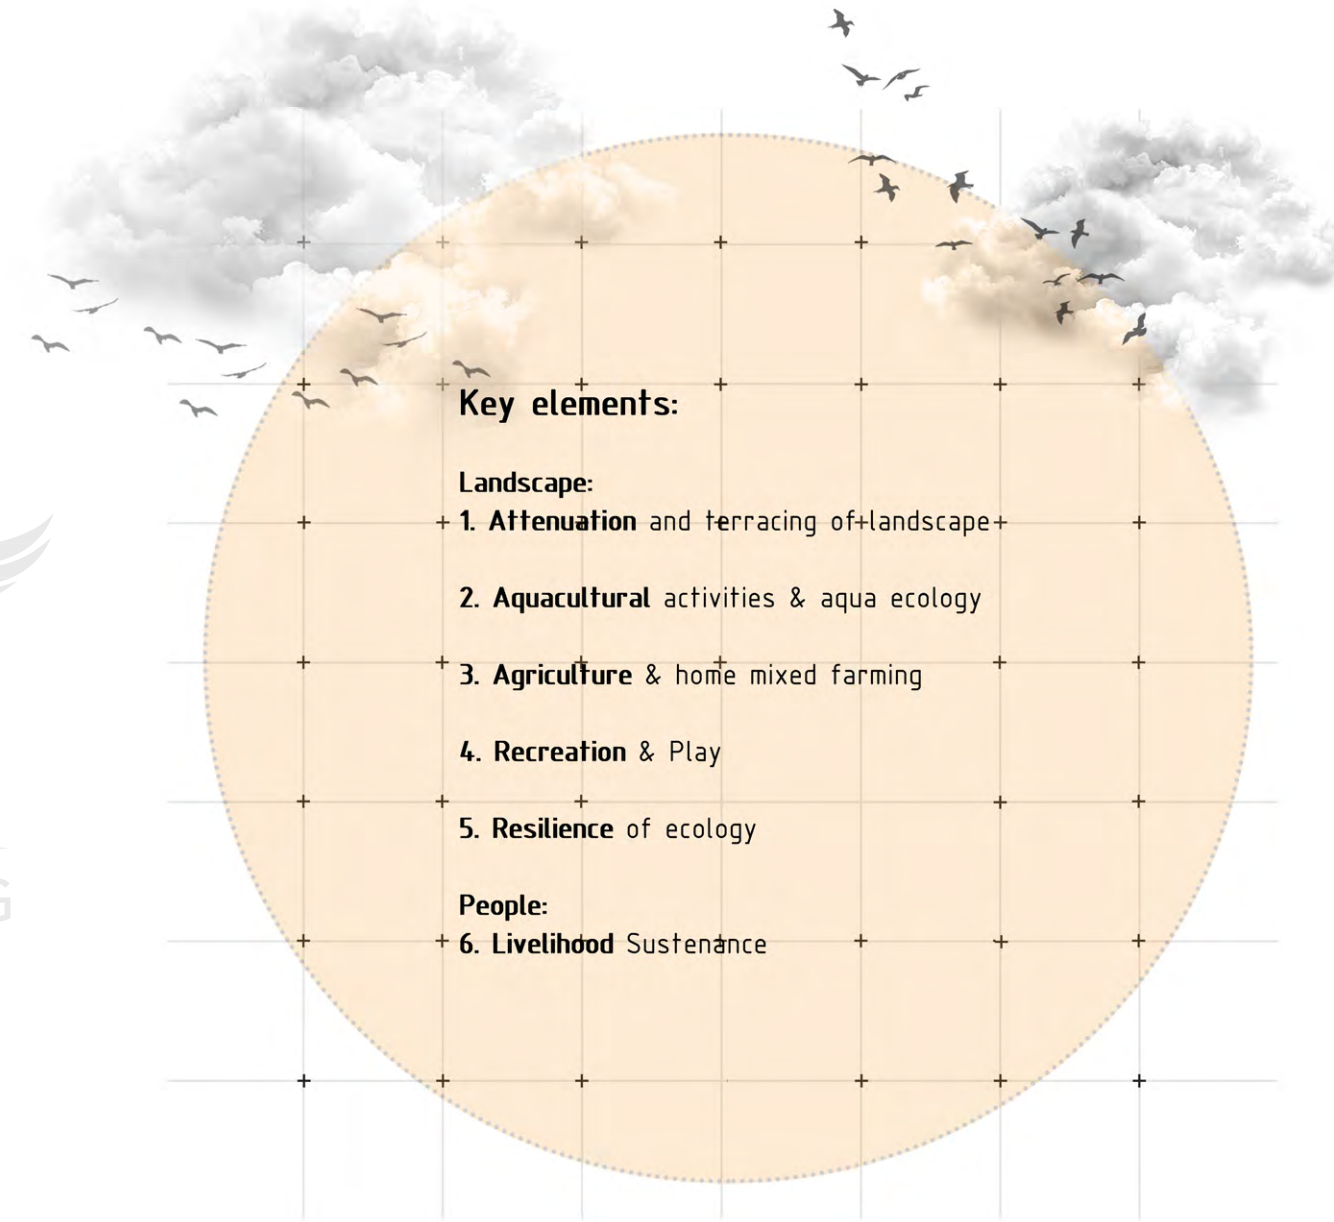 Key elements:
Landscape:
1. Attenuation and terracing of landscape
2. Aquacultural activities & aqua ecology
3. Agriculture & home mixed farming
4. Recreation & Play
5. Resilience of ecology
People:
6. Livelihood Sustenance